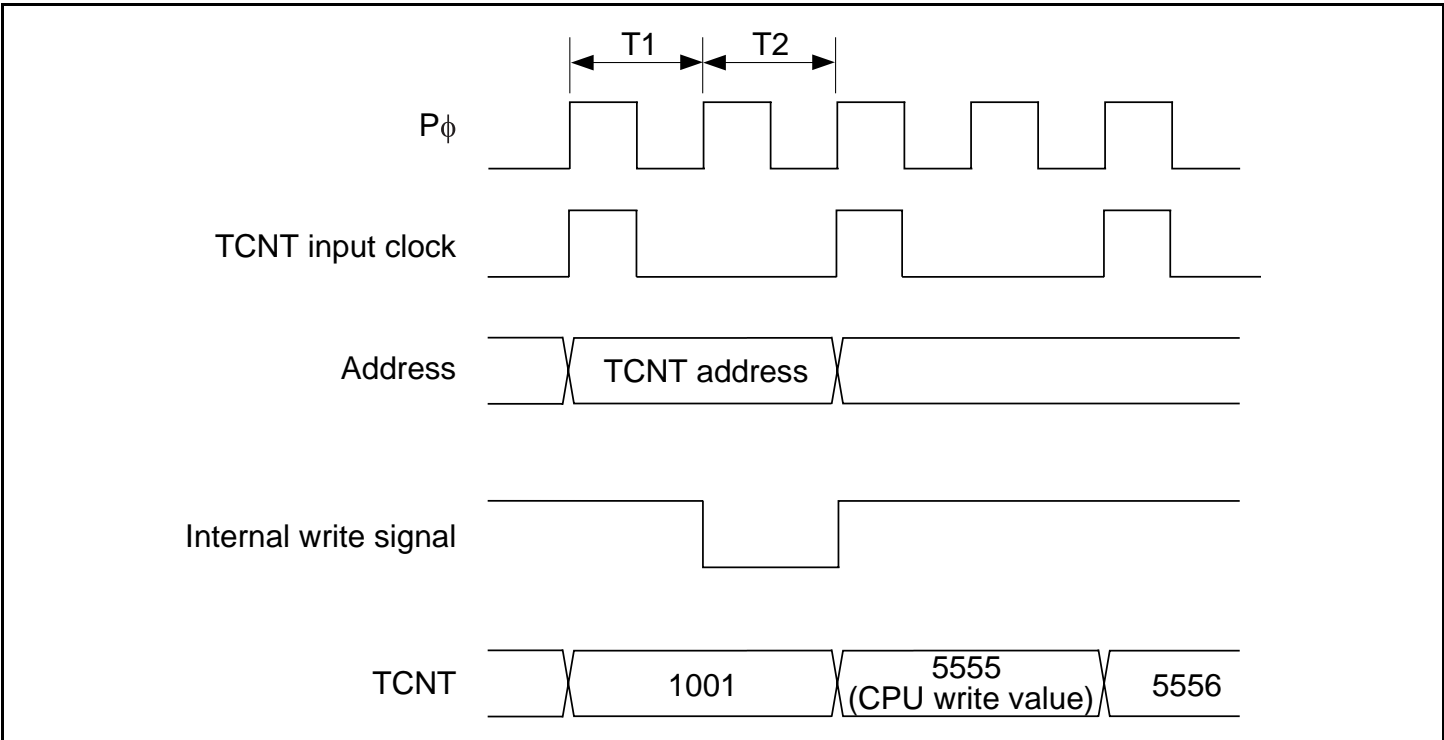 T1 T2
Pϕ
TCNT input clock
Address TCNT address
Internal write signal
TCNT 1001 5555 5556
(CPU write value)